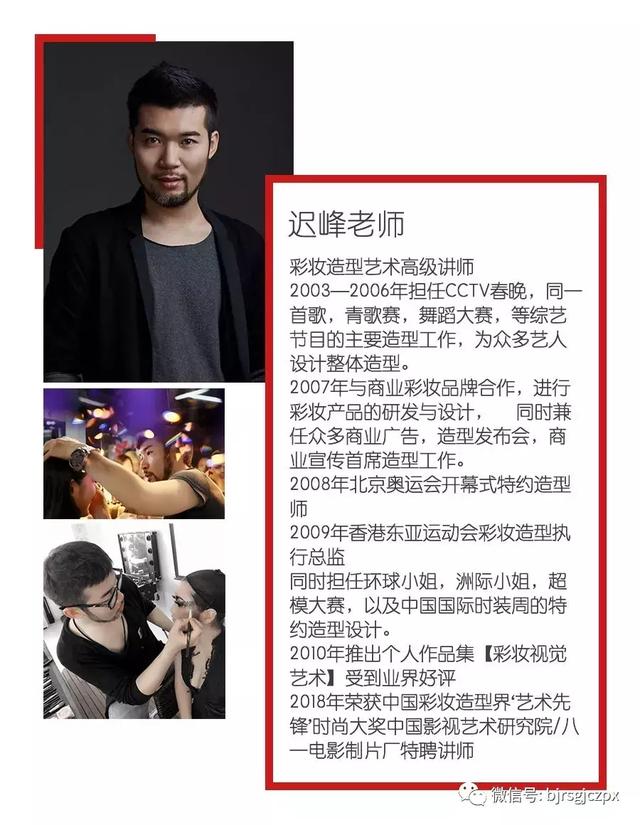 迟峰老师
彩妆造型艺术高级讲师
2003—2006年担任CCTV春晚，同一
首歌，青歌赛，舞蹈大赛，等综艺
节目的主要造型工作，为众多艺人
设计整体造型。
2007年与商业彩妆品牌合作，进行
彩妆产品的研发与设计， 同时兼
任众多商业广告，造型发布会，商
业宣传首席造型工作。
2008年北京奥运会开幕式特约造型
师
2009年香港东亚运动会彩妆造型执
行总监
同时担任环球小姐，洲际小姐，超
模大赛，以及中国国际时装周的特
约造型设计。
2010年推出个人作品集【彩妆视觉
艺术】受到业界好评
2018年荣获中国彩妆造型界‘艺术先
锋’时尚大奖中国影视艺术研究院/八
一电影制片厂特聘讲师
微信号: bjrsgjczpx